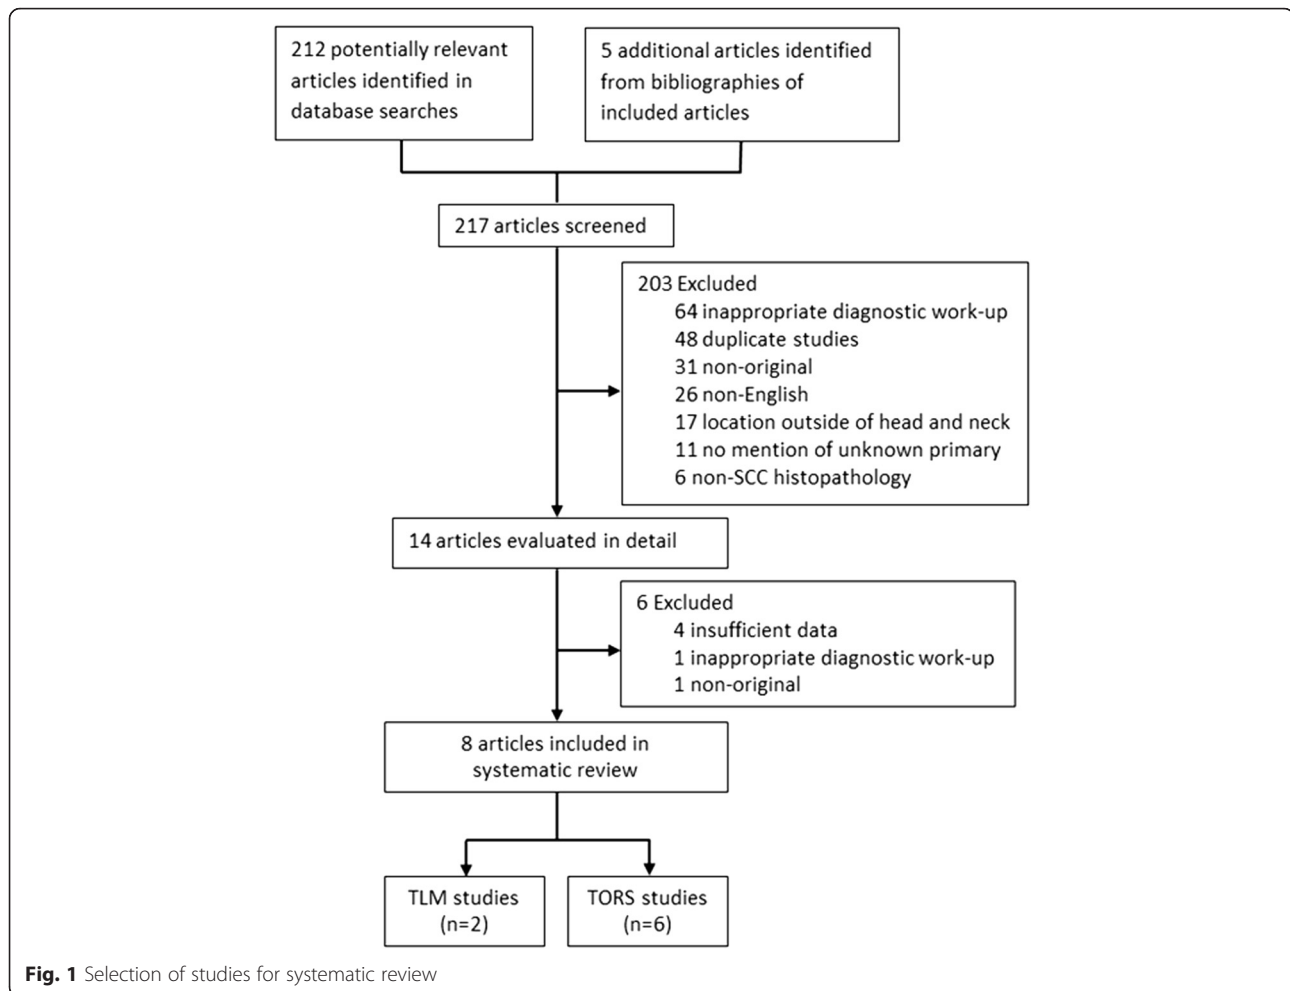 212 potentially relevant
articles identified in
database searches
5 additional articles identified
from bibliographies of
included articles
217 articles screened
203 Excluded
64 inappropriate diagnostic work-up
48 duplicate studies
31 non-original
26 non-English
17 location outside of head and neck
11 no mention of unknown primary
6 non-SCC histopathology
14 articles evaluated in detail
6 Excluded
4 insufficient data
1 inappropriate diagnostic work-up
1 non-original
8 articles included in
systematic review
TLM studies
(n=2)
TORS studies
(n=6)
Fig. 1 Selection of studies for systematic review